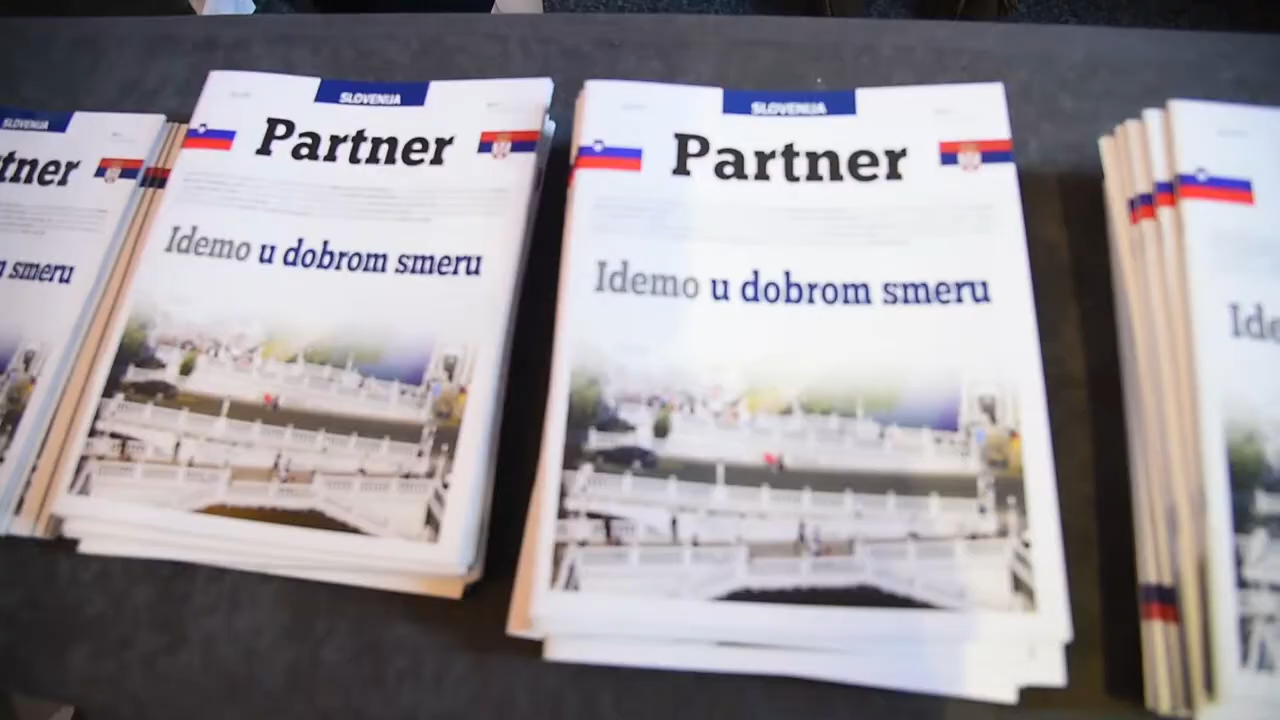 SLOVENIJA
tner
smeru
SLOVENIJA
Partner
Idemo u dobrom smeru
SLOVENIJA
Partner
Idemo u dobrom smeru